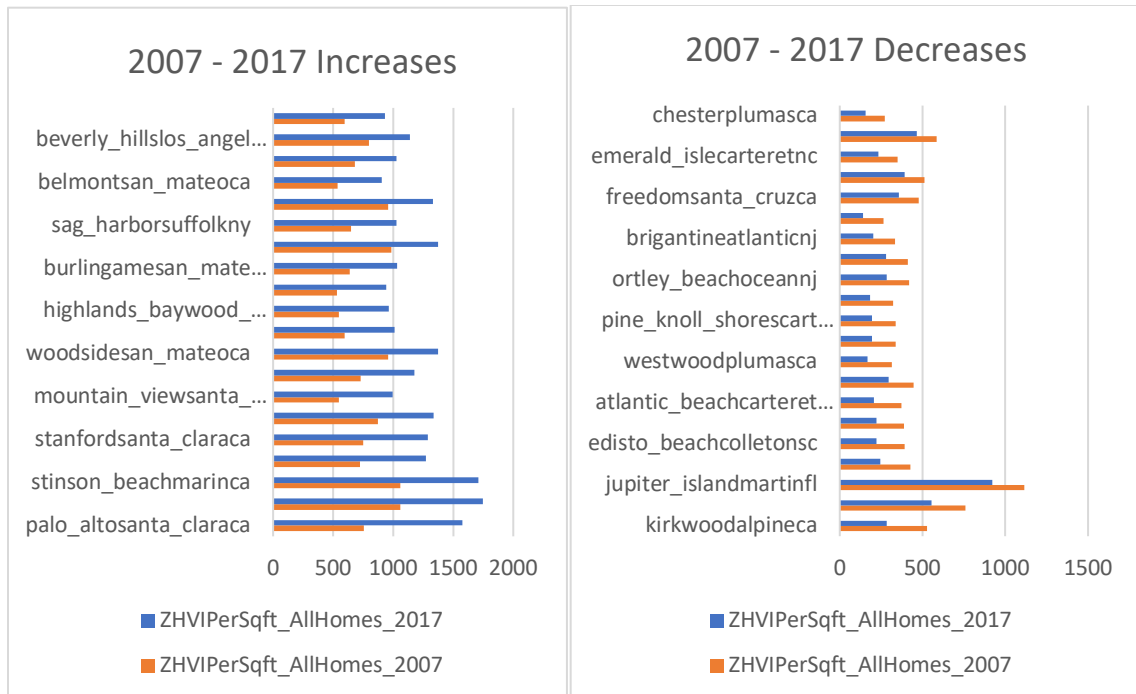 2007 - 2017 Increases
beverly_hillslos_angel...
belmontsan_mateoca
sag_harborsuffolkny
burlingamesan_mate...
highlands_baywood_...
woodsidesan_mateoca
mountain_viewsanta_...
stanfordsanta_claraca
stinson_beachmarinca
palo_altosanta_claraca
0 500 1000 1500 2000
ZHVIPerSqft_AllHomes_2017
ZHVIPerSqft_AllHomes_2007
2007 - 2017 Decreases
chesterplumasca
emerald_islecarteretnc
freedomsanta_cruzca
brigantineatlanticnj
ortley_beachoceannj
pine_knoll_shorescart...
westwoodplumasca
atlantic_beachcarteret...
edisto_beachcolletonsc
jupiter_islandmartinfl
kirkwoodalpineca
0 500 1000 1500
ZHVIPerSqft_AllHomes_2017
ZHVIPerSqft_AllHomes_2007